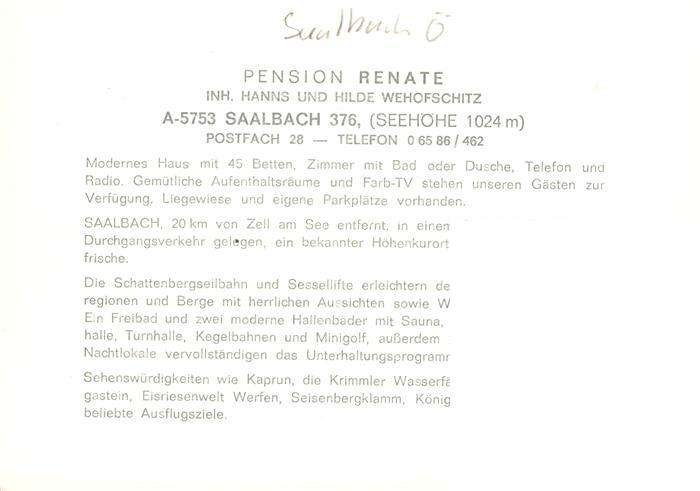 Saalbach Ö
PENSION RENATE
INH. HANNS UND HILDE WEHOFSCHITZ
A-5753 SAALBACH 376, (SEEHÖHE 1024 m)
POSTFACH 28 — TELEFON 0 65 86 / 462
Modernes Haus mit 45 Betten, Zimmer mit Bad oder Dusche, Telefon und
Radio. Gemütliche Aufenthaltsräume und Farb-TV stehen unseren Gästen zur
Verfügung, Liegewiese und eigene Parkplätze vorhanden.
SAALBACH, 20 km von Zell am See entfernt, in einen
Durchgangsverkehr gelegen, ein bekannter Höhenkurort
frische.
Die Schattenbergseilbahn und Sessellifte erleichtern de
regionen und Berge mit herrlichen Aussichten sowie W
Ein Freibad und zwei moderne Hallenbäder mit Sauna,
halle, Turnhalle, Kegelbahnen und Minigolf, außerdem
Nachtlokale vervollständigen das Unterhaltungsprogramm
Sehenswürdigkeiten wie Kaprun, die Krimmler Wasserfä
gastein, Eisriesenwelt Werfen, Seisenbergklamm, König
beliebte Ausflugsziele.